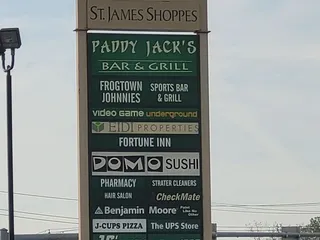 ST. JAMES SHOPPES
PADDY JACK'S
BAR & GRILL
FROGTOWN JOHNNIES
SPORTS BAR & GRILL
video game underground
EIDI PROPERTIES
FORTUNE INN
DOMO SUSHI
PHARMACY
STRATER CLEANERS
HAIR SALON
CheckMate
Benjamin Moore
J-CUPS PIZZA
The UPS Store